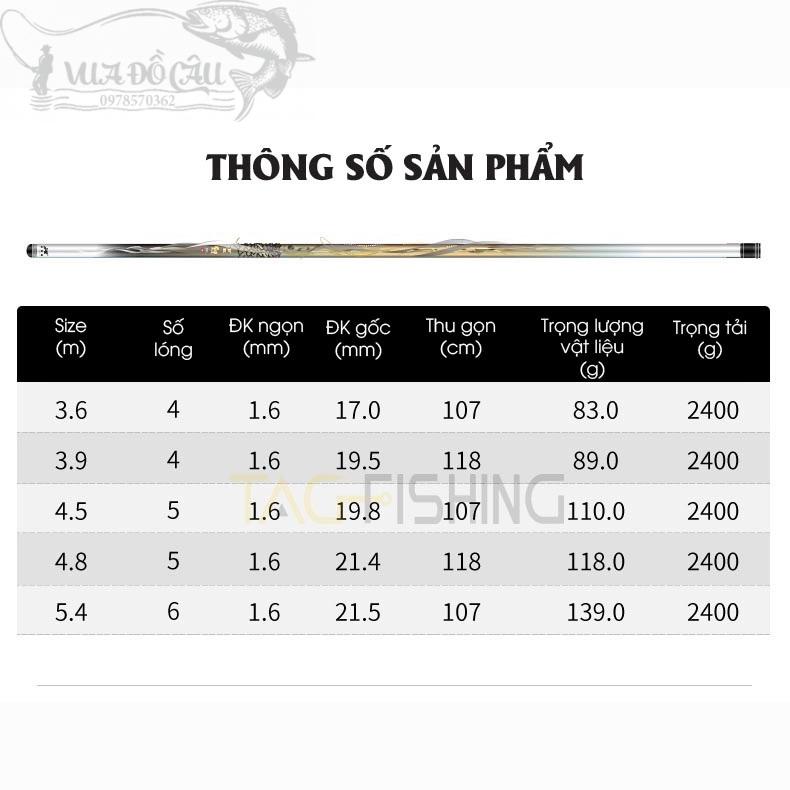 VUA ĐỒ CÂU
0978570362
THÔNG SỐ SẢN PHẨM
Size (m) Số lóng ĐK ngọn (mm) ĐK gốc (mm) Thu gọn (cm) Trọng lượng vật liệu (g) Trọng tải (g)
3.6 4 1.6 17.0 107 83.0 2400
3.9 4 1.6 19.5 118 89.0 2400
TAG FISHING
4.5 5 1.6 19.8 107 110.0 2400
4.8 5 1.6 21.4 118 118.0 2400
5.4 6 1.6 21.5 107 139.0 2400